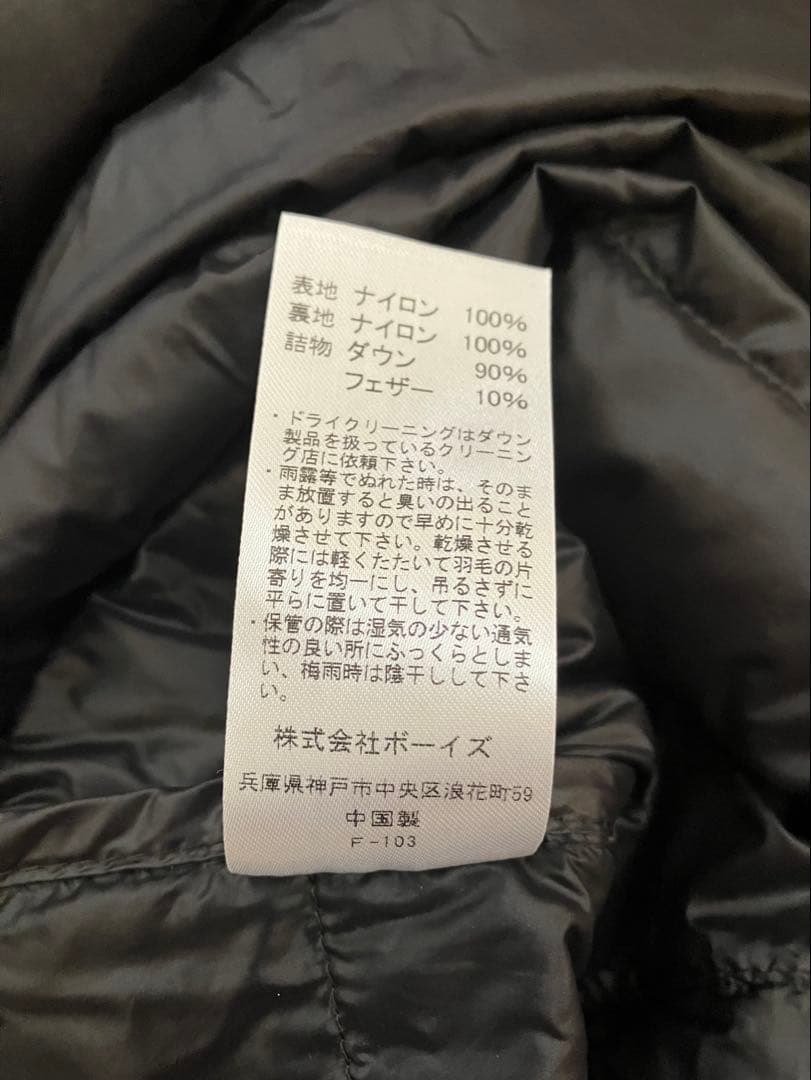 表地 ナイロン 100%
裏地 ナイロン 100%
詰物 ダウン 90%
フェザー 10%
・ドライクリーニングはダウン
製品を扱っているクリーニン
グ店に依頼下さい。
・雨露等でぬれた時は、そのま
ま放置すると臭いの出ること
がありますので早めに十分乾
燥させて下さい。乾燥させる
際には軽くたたいて羽毛の片
寄りを均一にし、吊るさずに
平らに置いて干して下さい。
・保管の際は湿気の少ない通気
性の良い所にふっくらとしま
い、梅雨時は陰干しして下さ
い。
株式会社ボーイズ
兵庫県神戸市中央区浪花町59
中国製
F-103